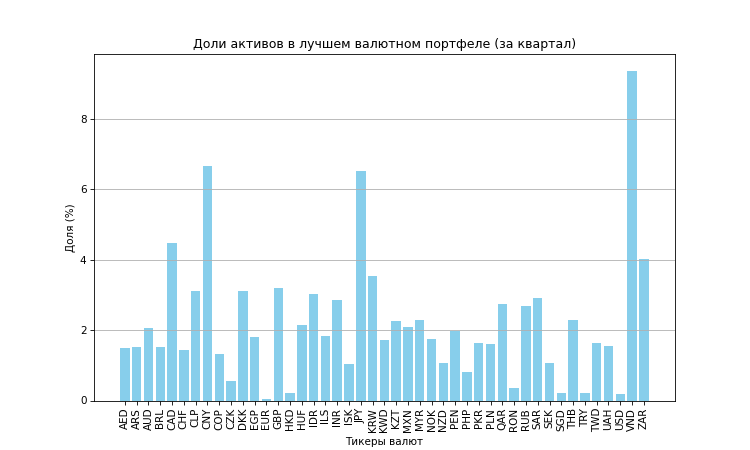 Доли активов в лучшем валютном портфеле (за квартал)
Доля (%)
8
6
4
2
0
AED
ARS
AUD
BRL
CAD
CHF
CLP
CNY
COP
CZK
DKK
EGP
EUR
GBP
HKD
HUF
IDR
ILS
INR
ISK
JPY
KRW
KWD
KZT
MXN
MYR
NOK
NZD
PEN
PHP
PKR
PLN
QAR
RON
RUB
SAR
SEK
SGD
THB
TRY
TWD
UAH
USD
VND
ZAR
Тикеры валют